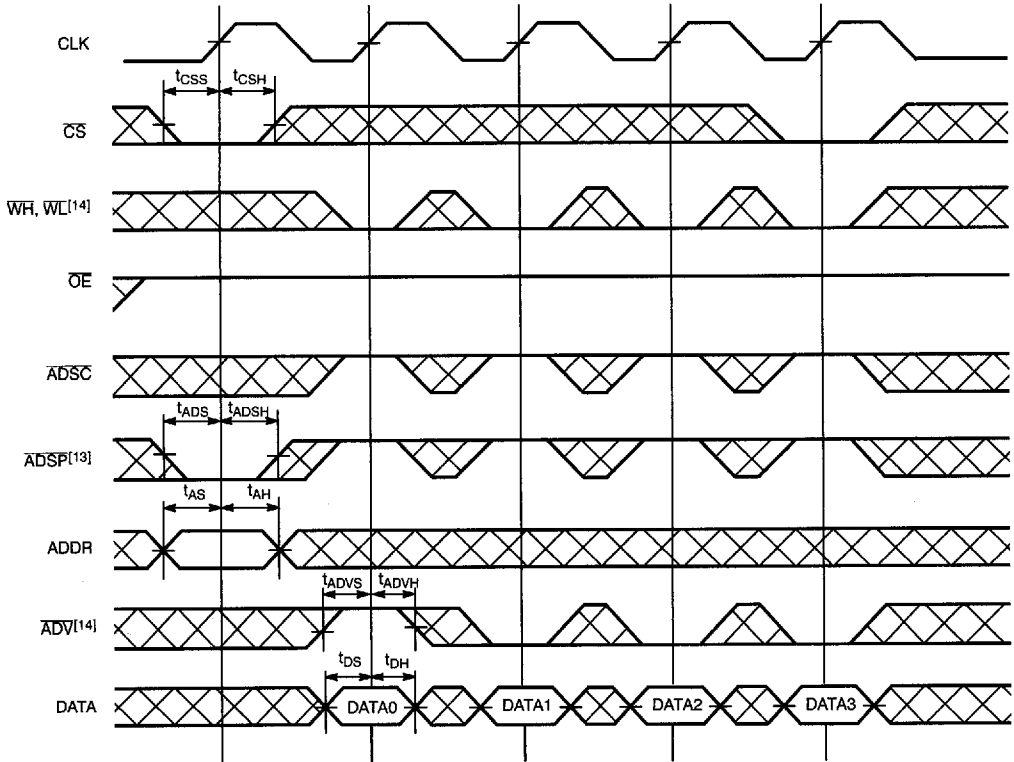 CLK
tCSS tCSH
CS
WH, WL[14]
OE
ADSC
tADS tADSH
ADSP[13]
tAS tAH
ADDR
tADVS tADVH
ADV[14]
tDS tDH
DATA DATA0 DATA1 DATA2 DATA3